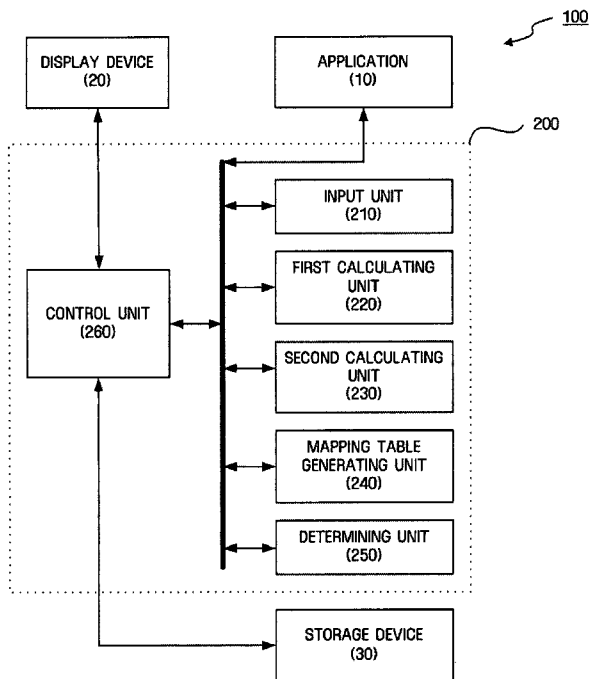 100
DISPLAY DEVICE
(20)
APPLICATION
(10)
200
INPUT UNIT
(210)
FIRST CALCULATING
UNIT
(220)
CONTROL UNIT
(260)
SECOND CALCULATING
UNIT
(230)
MAPPING TABLE
GENERATING UNIT
(240)
DETERMINING UNIT
(250)
STORAGE DEVICE
(30)